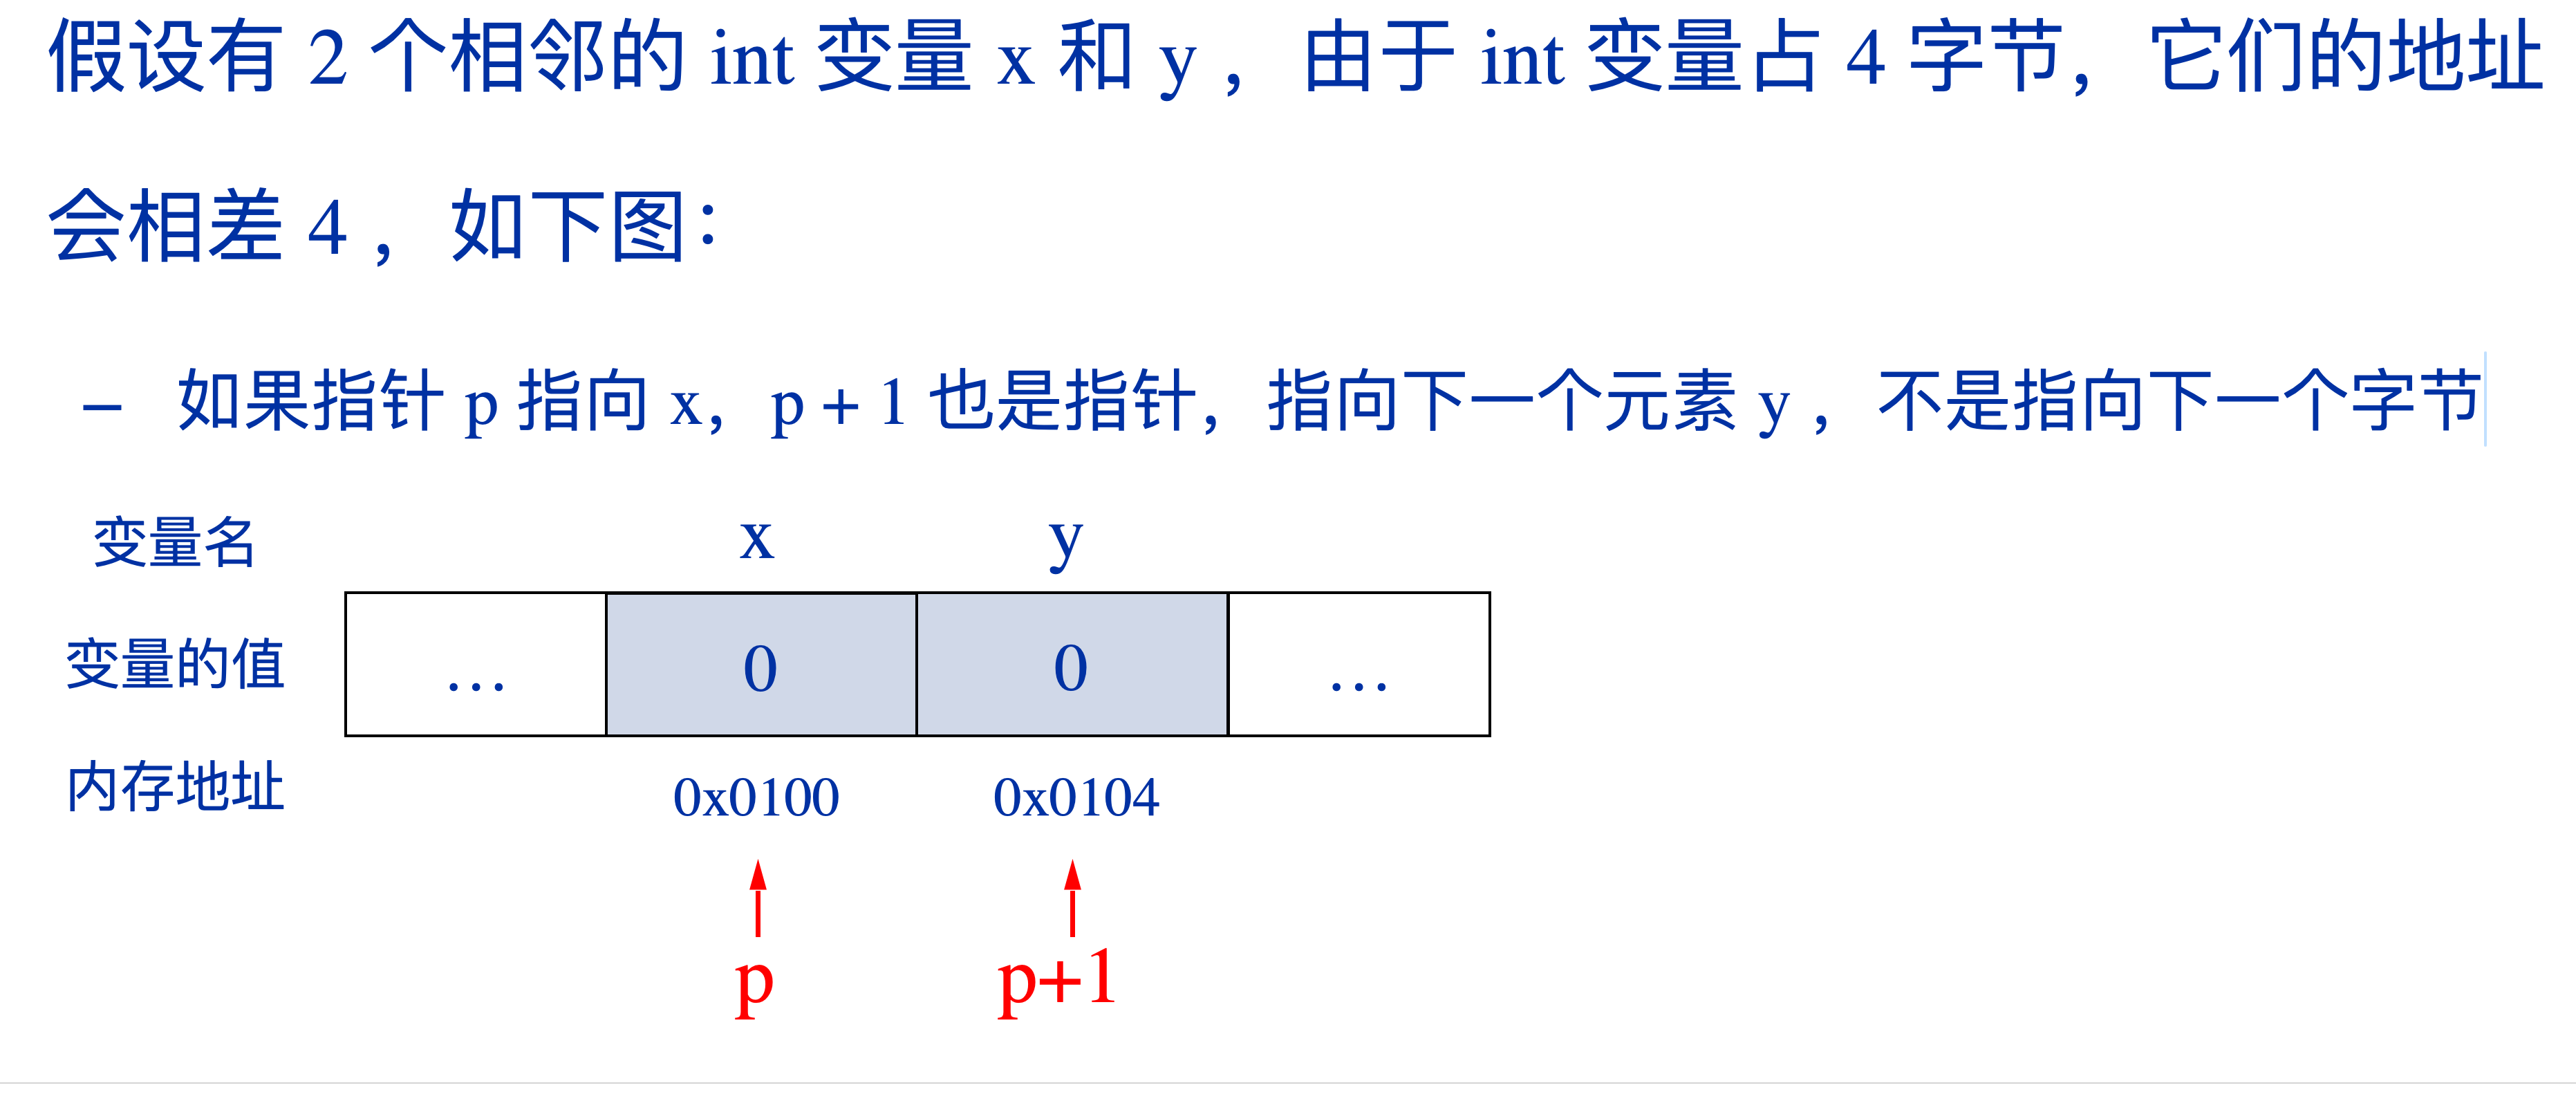 假设有 2 个相邻的 int 变量 x 和 y ，由于 int 变量占 4 字节，它们的地址
会相差 4 ，如下图：
– 如果指针 p 指向 x，p + 1 也是指针，指向下一个元素 y ，不是指向下一个字节
变量名 x y
变量的值 … 0 0 …
内存地址 0x0100 0x0104
p p+1